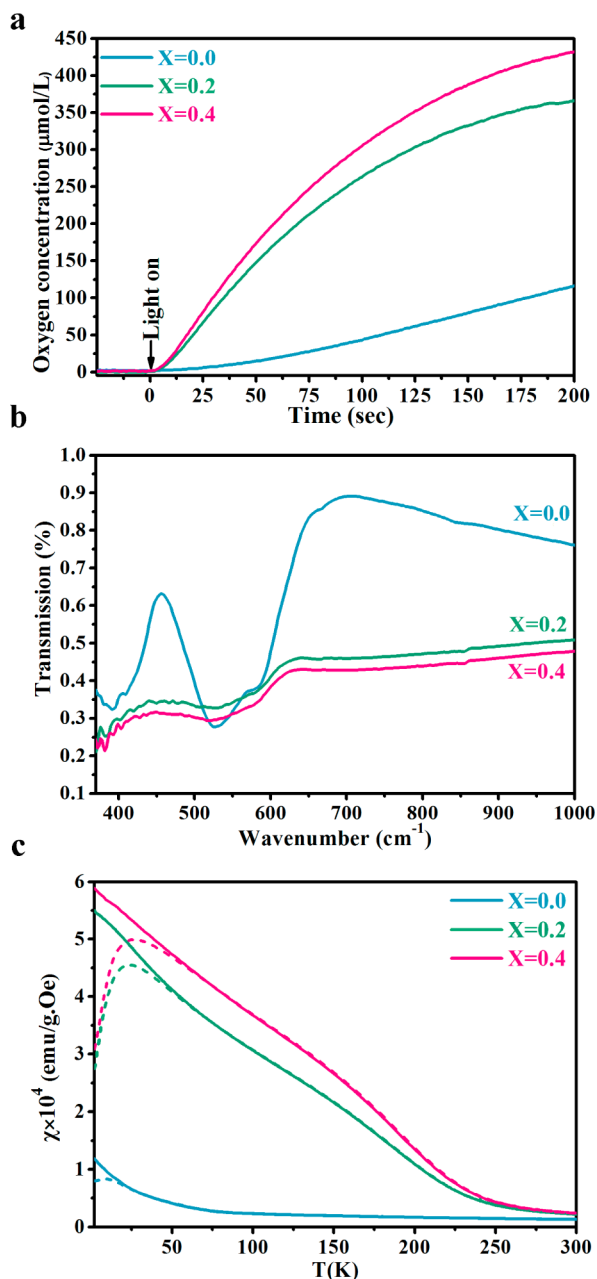 a
450
400
350
300
250
200
150
100
50
0
Oxygen concentration (μmol/L)
X=0.0
X=0.2
X=0.4
Light on
0 25 50 75 100 125 150 175 200
Time (sec)
b
1.0
0.9
0.8
0.7
0.6
0.5
0.4
0.3
0.2
0.1
Transmission (%)
X=0.0
X=0.2
X=0.4
400 500 600 700 800 900 1000
Wavenumber (cm⁻¹)
c
6
5
4
3
2
1
0
χ×10⁴ (emu/g.Oe)
X=0.0
X=0.2
X=0.4
50 100 150 200 250 300
T(K)